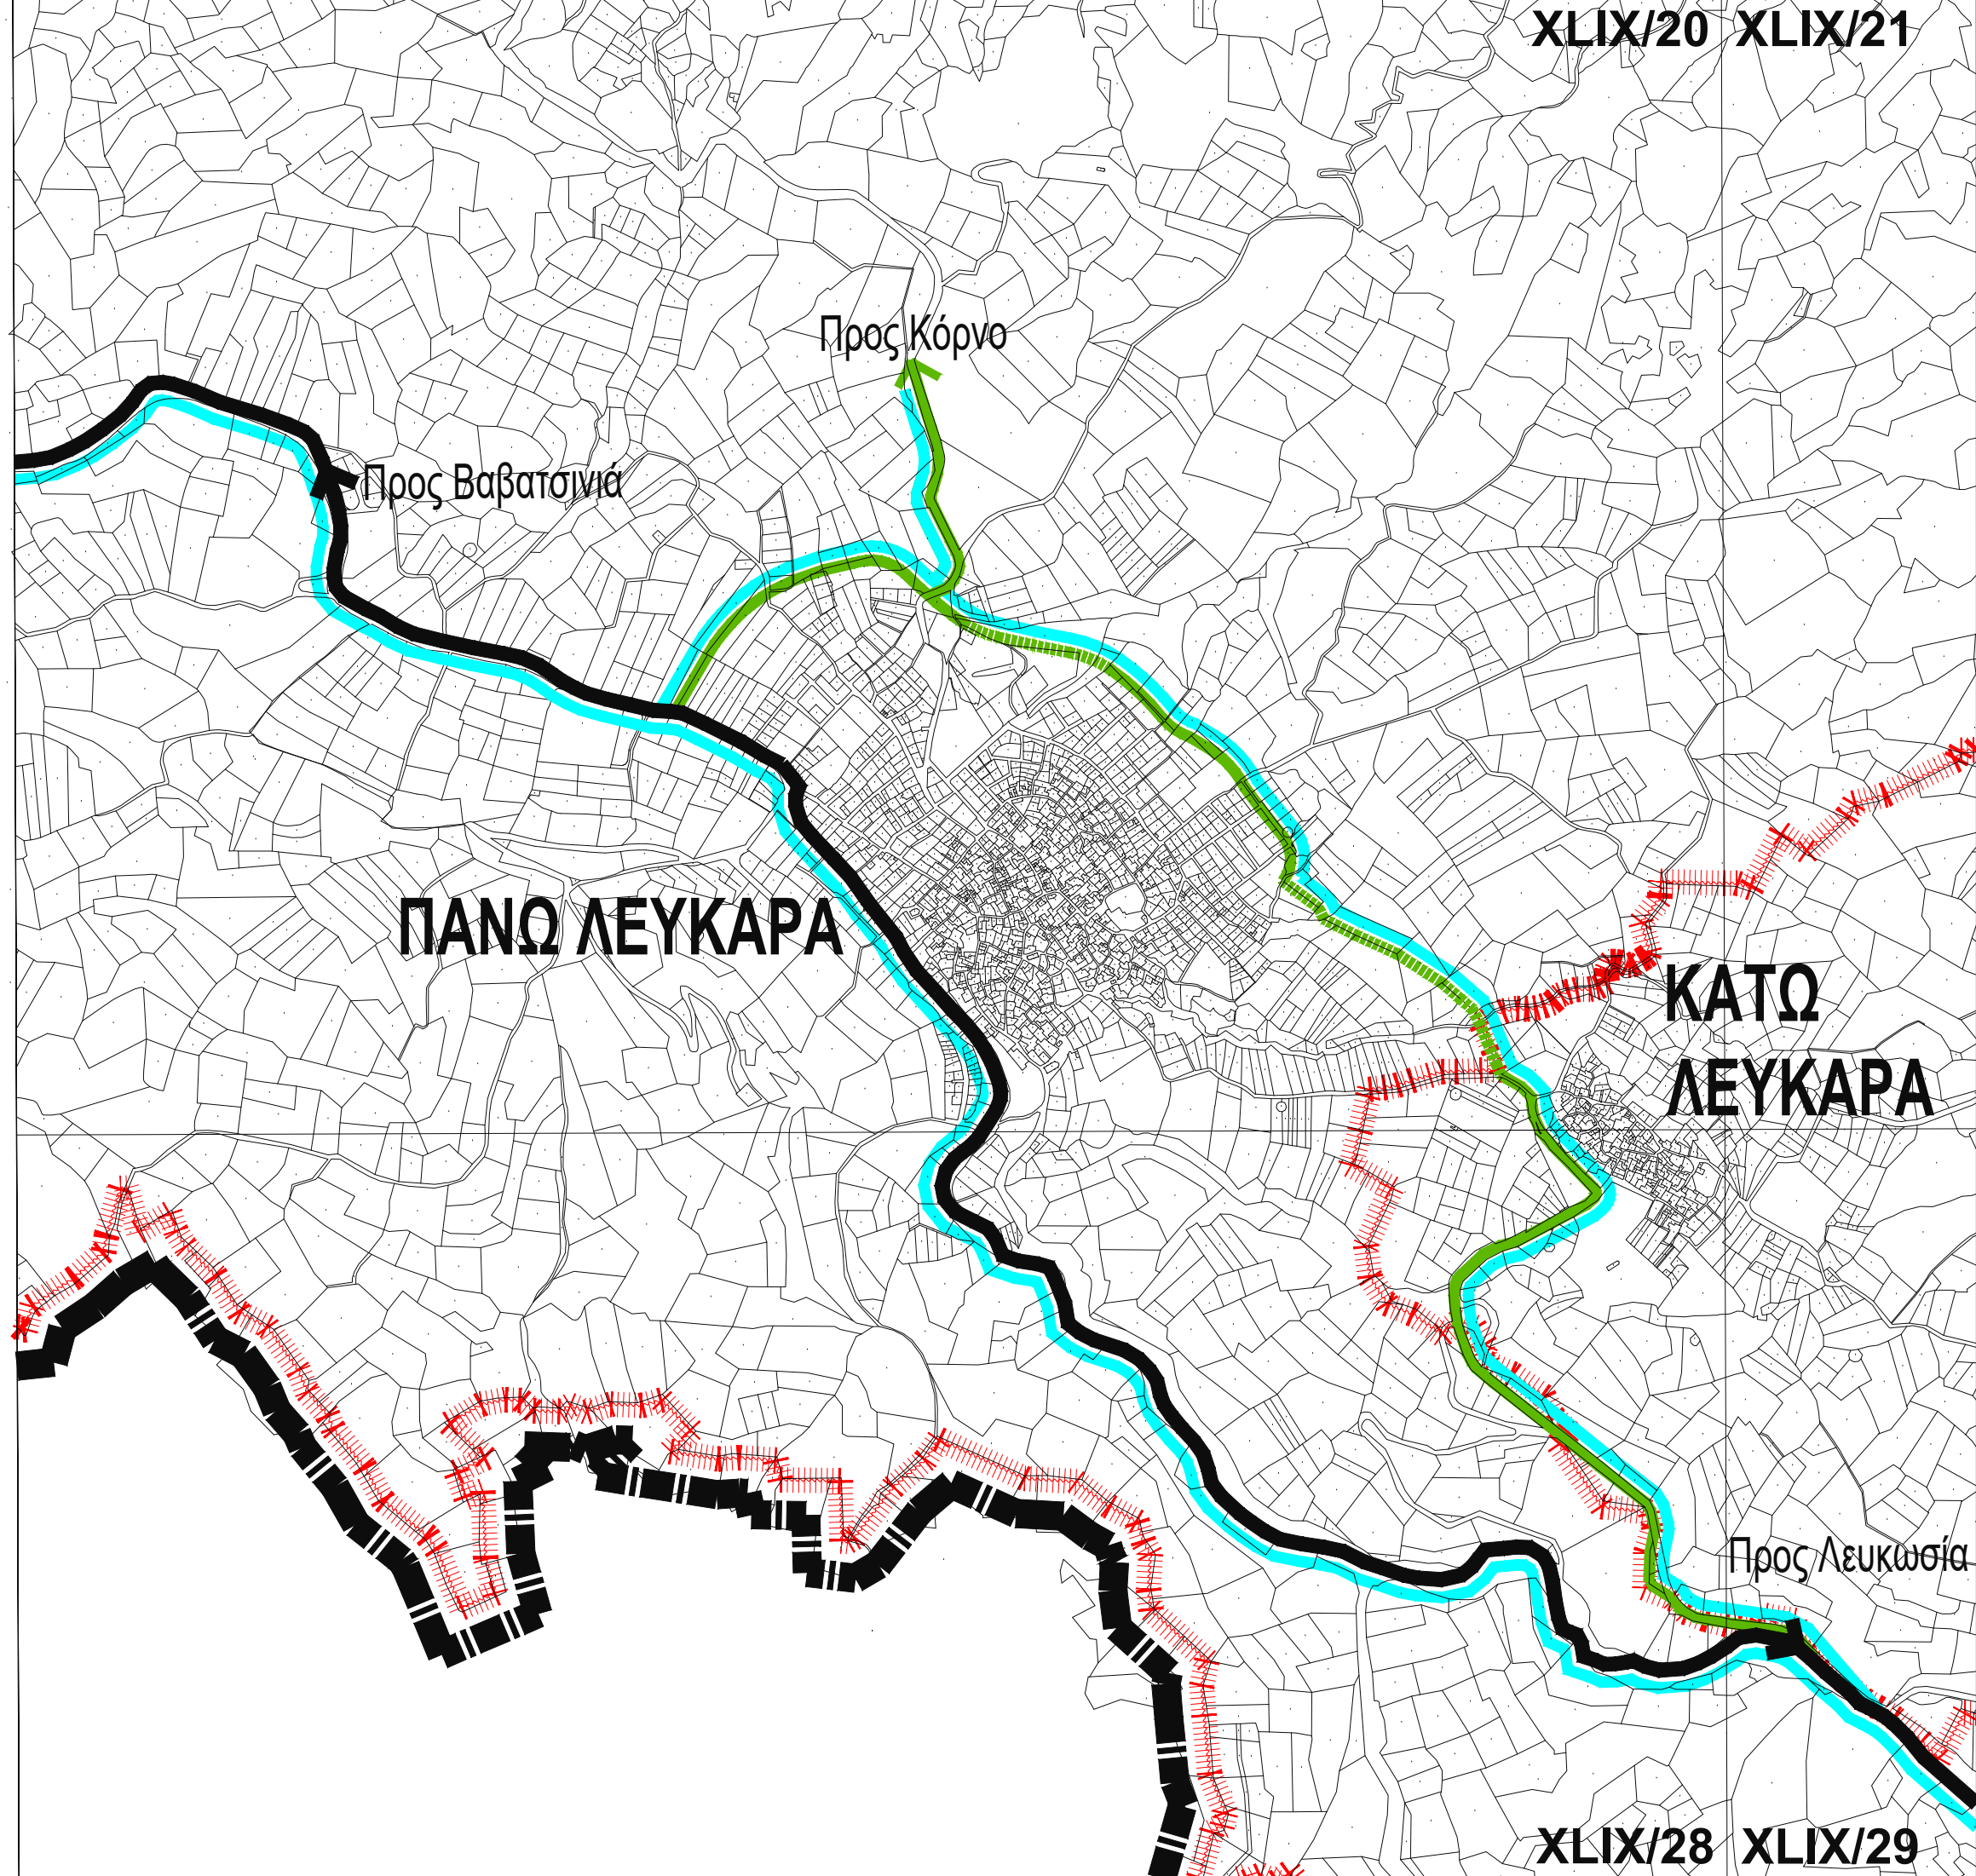 XLIX/20 XLIX/21
Προς Κόρνο
Προς Βαβατσινιά
ΠΑΝΩ ΛΕΥΚΑΡΑ
ΚΑΤΩ
ΛΕΥΚΑΡΑ
Προς Λευκωσία
XLIX/28 XLIX/29